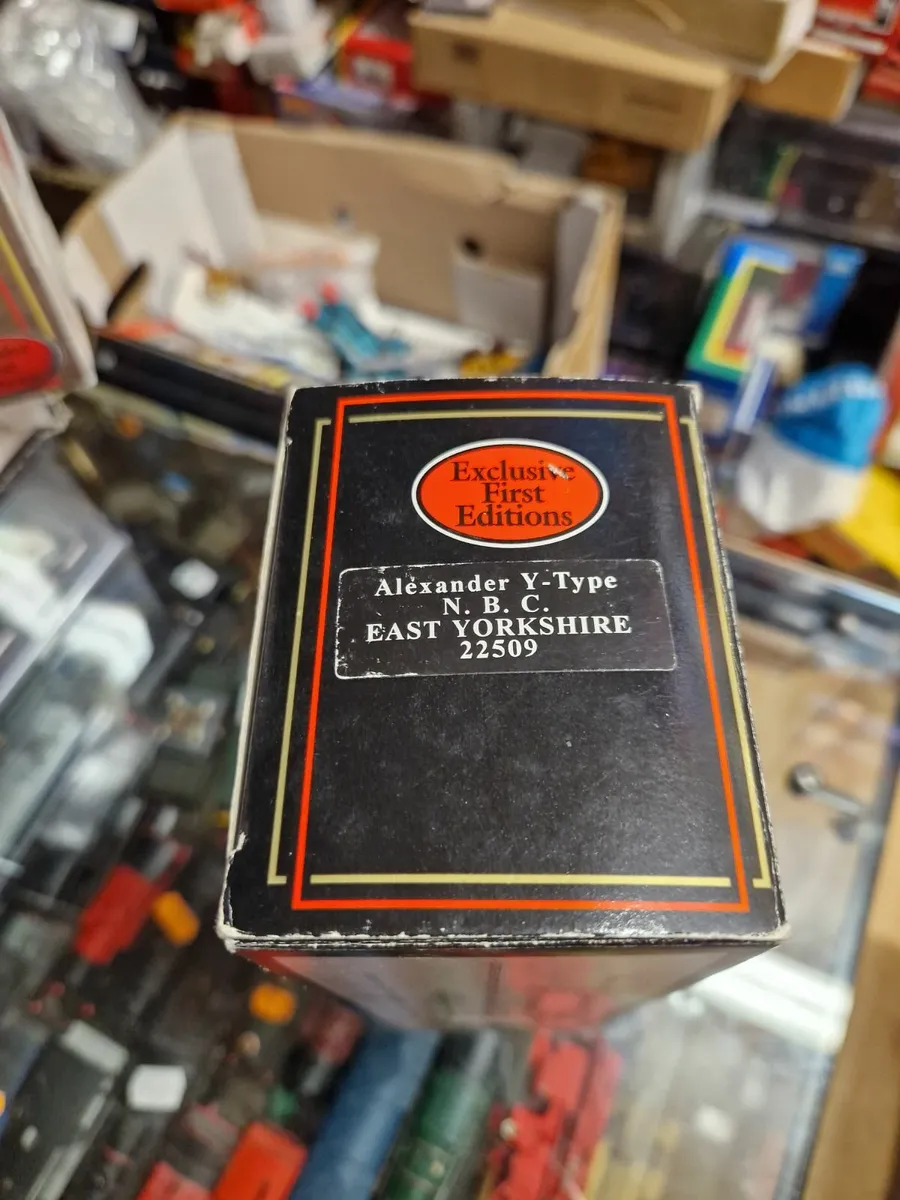 Exclusive
First
Editions
Alexander Y-Type
N. B. C.
EAST YORKSHIRE
22509